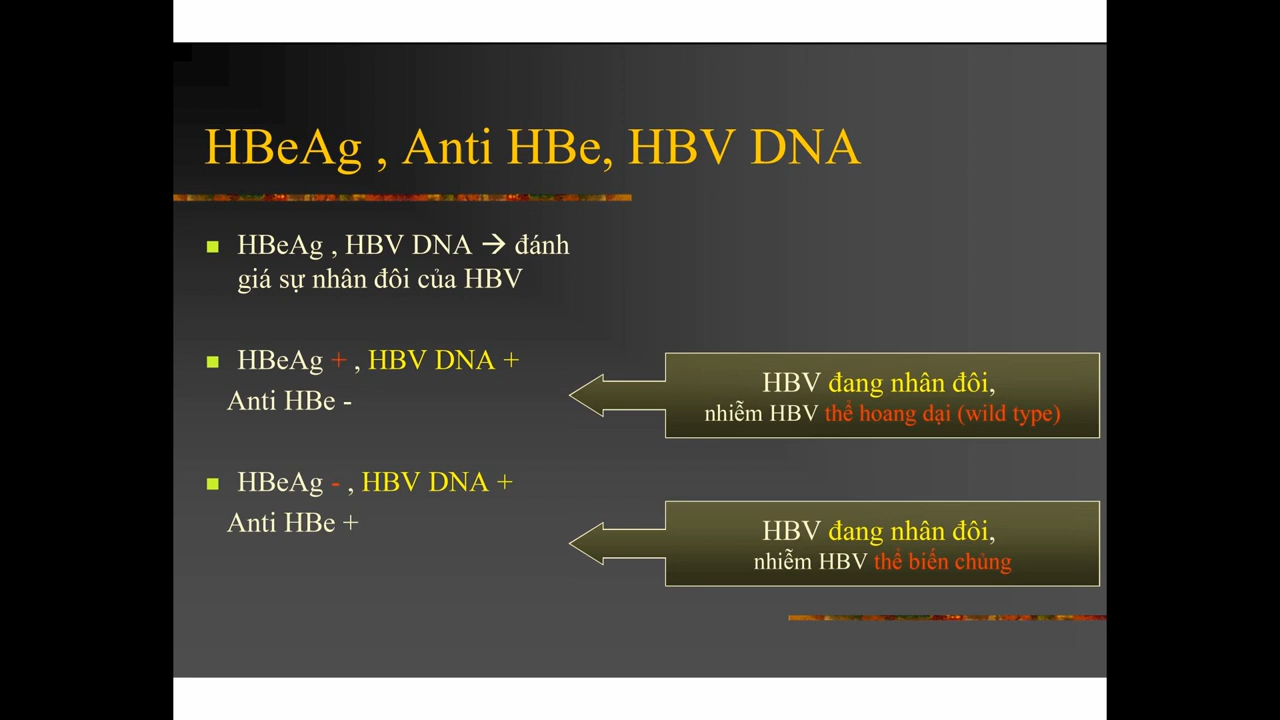 HBeAg , Anti HBe, HBV DNA
HBeAg , HBV DNA → đánh
giá sự nhân đôi của HBV
HBeAg + , HBV DNA +
Anti HBe -
HBV đang nhân đôi,
nhiễm HBV thể hoang dại (wild type)
HBeAg - , HBV DNA +
Anti HBe +
HBV đang nhân đôi,
nhiễm HBV thể biến chủng